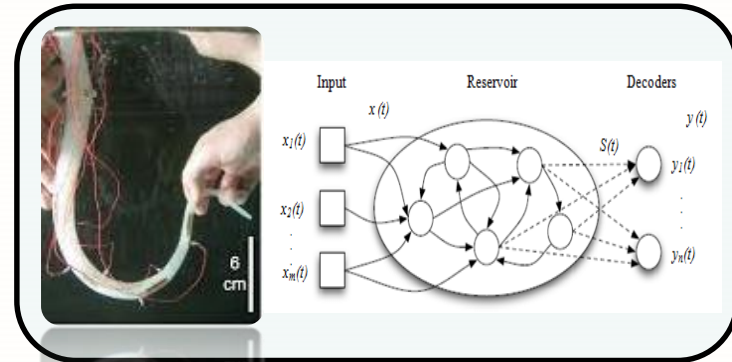 6
cm
Input
Reservoir
Decoders
x(t)
y(t)
S(t)
x₁(t)
x₂(t)
.
.
xₘ(t)
y₁(t)
.
.
yₙ(t)